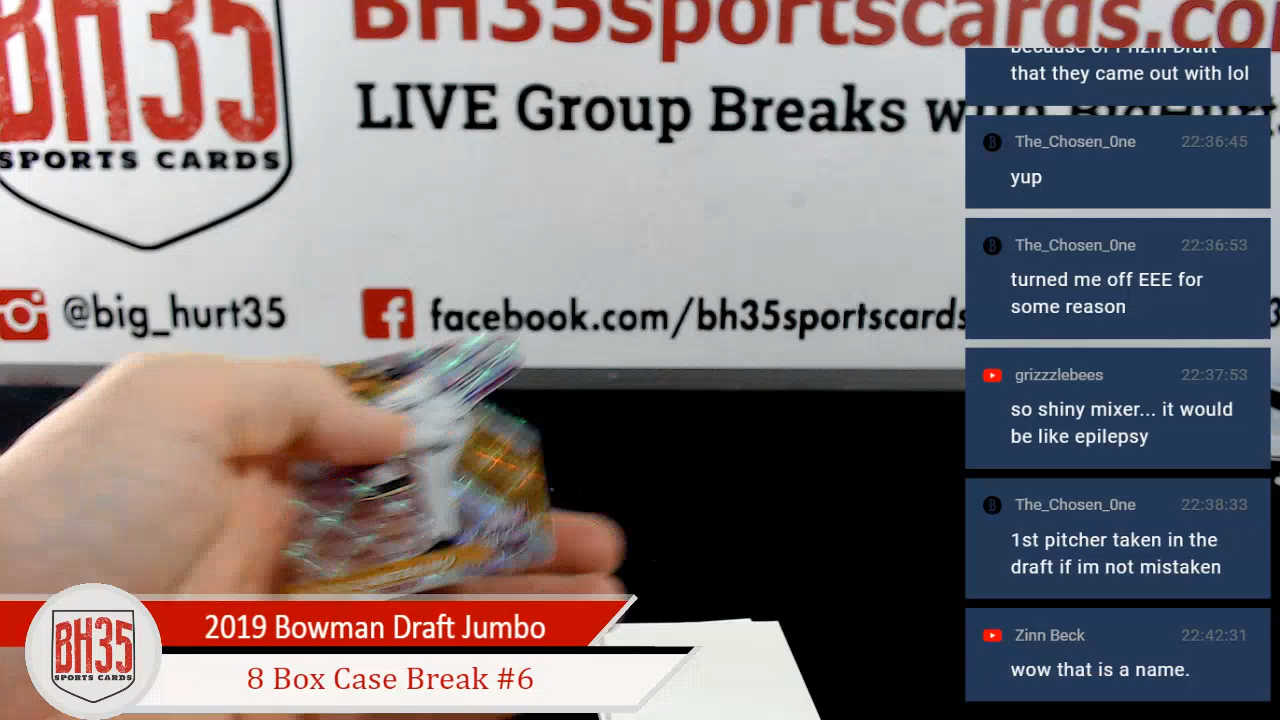 BH35
SPORTS CARDS
BH35sportscards.co
LIVE Group Breaks
@big_hurt35
facebook.com/bh35sportscards
that they came out with lol
The_Chosen_0ne 22:36:45
yup
The_Chosen_0ne 22:36:53
turned me off EEE for
some reason
grizzzlebees 22:37:53
so shiny mixer... it would
be like epilepsy
The_Chosen_0ne 22:38:33
1st pitcher taken in the
draft if im not mistaken
Zinn Beck 22:42:31
wow that is a name.
BH35
SPORTS CARDS
2019 Bowman Draft Jumbo
8 Box Case Break #6